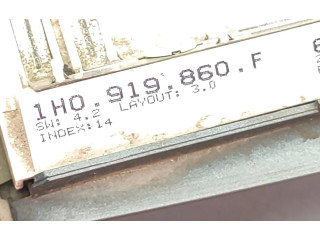 1H0.919.860.F
SW: 4.2 LAYOUT: 3.0
INDEX:14